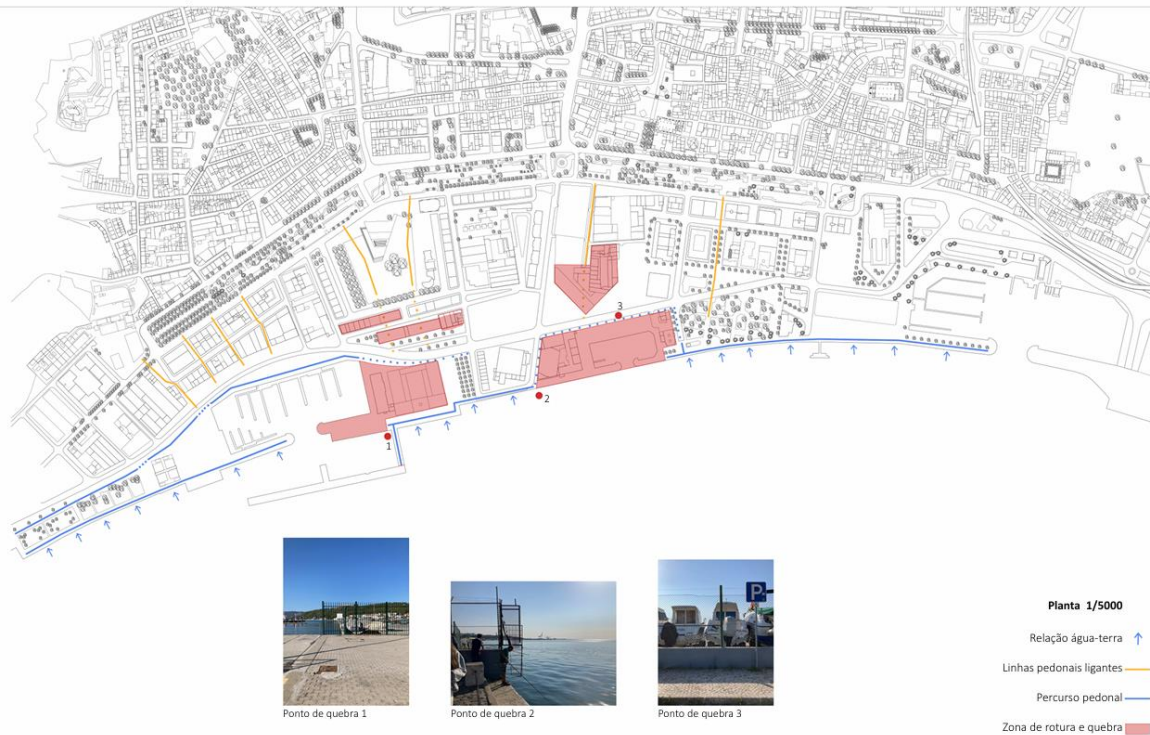 3
2
1
Ponto de quebra 1
Ponto de quebra 2
Ponto de quebra 3
P
Planta 1/5000
Relação água-terra
Linhas pedonais ligantes
Percurso pedonal
Zona de rotura e quebra